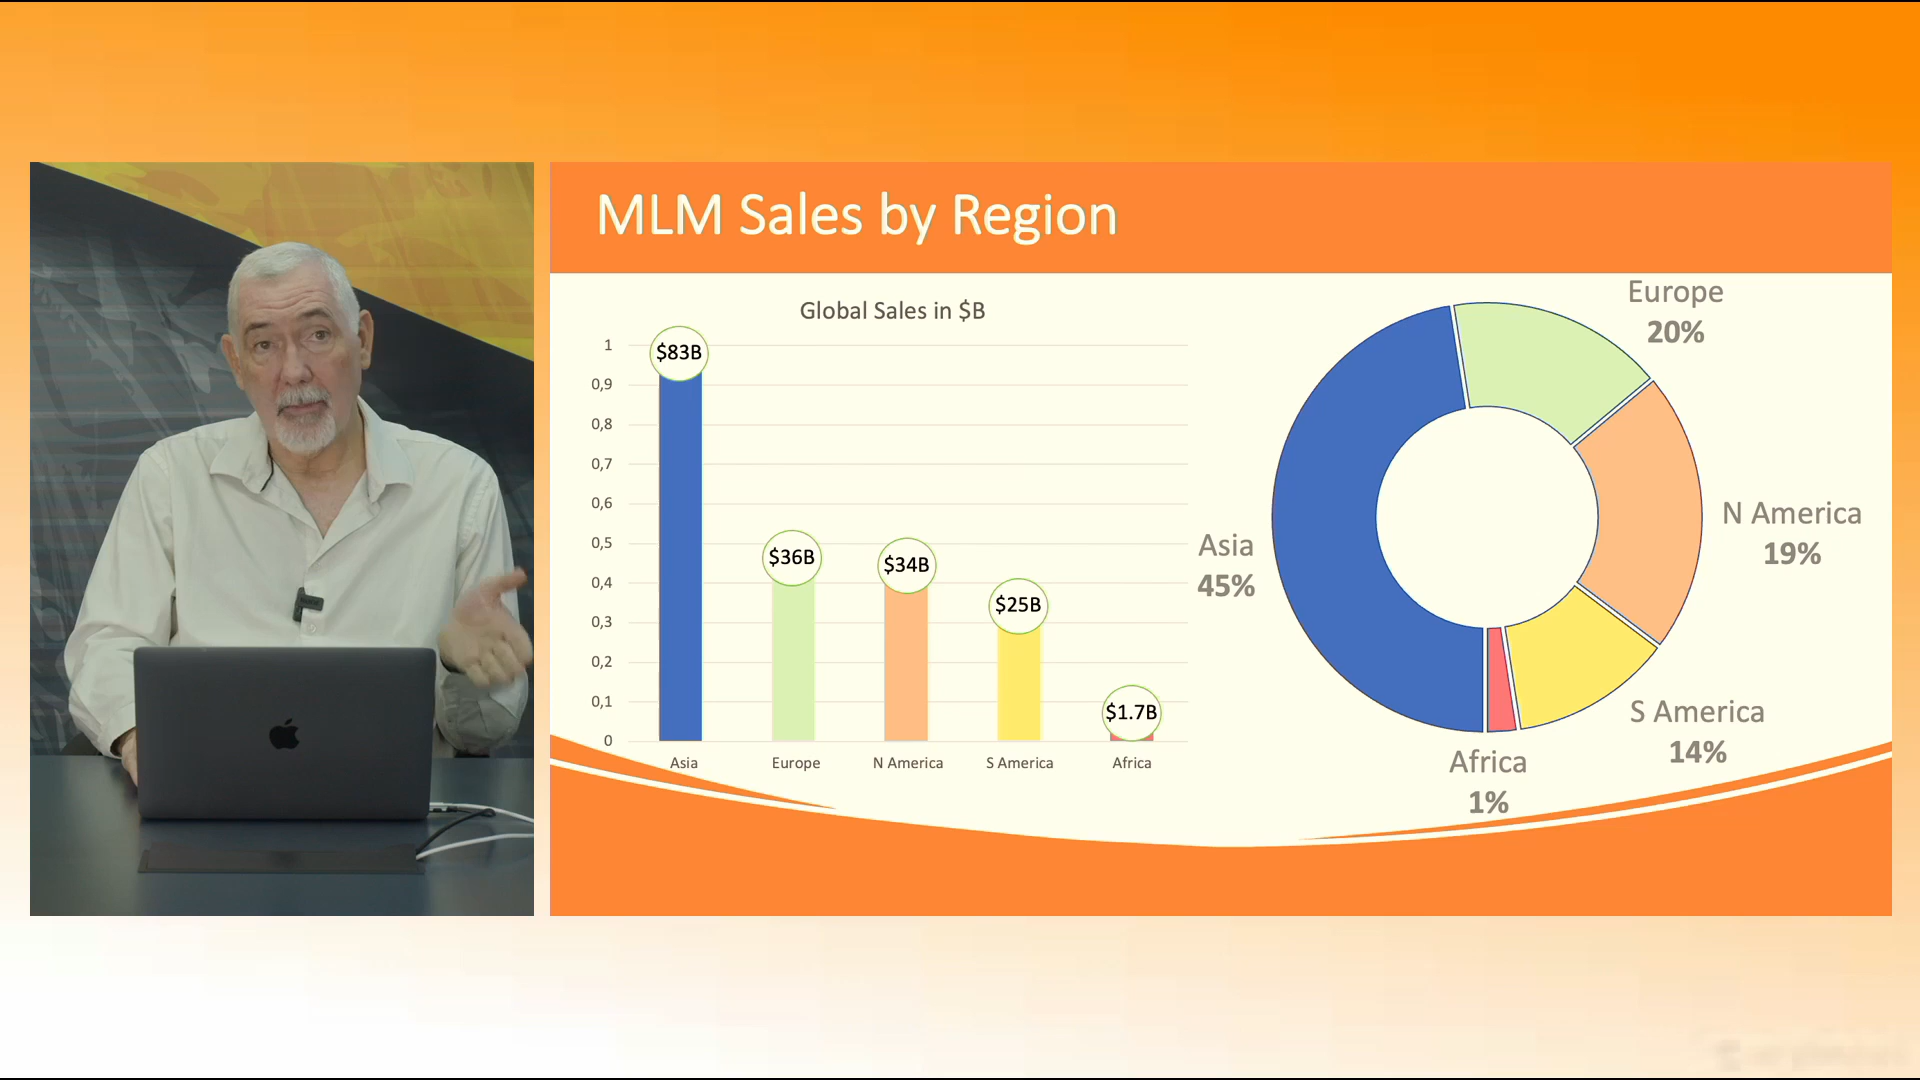 MLM Sales by Region
Global Sales in $B
1
0,9
0,8
0,7
0,6
0,5
0,4
0,3
0,2
0,1
0
$83B
$36B
$34B
$25B
$1.7B
Asia
Europe
N America
S America
Africa
Europe
20%
N America
19%
Asia
45%
S America
14%
Africa
1%